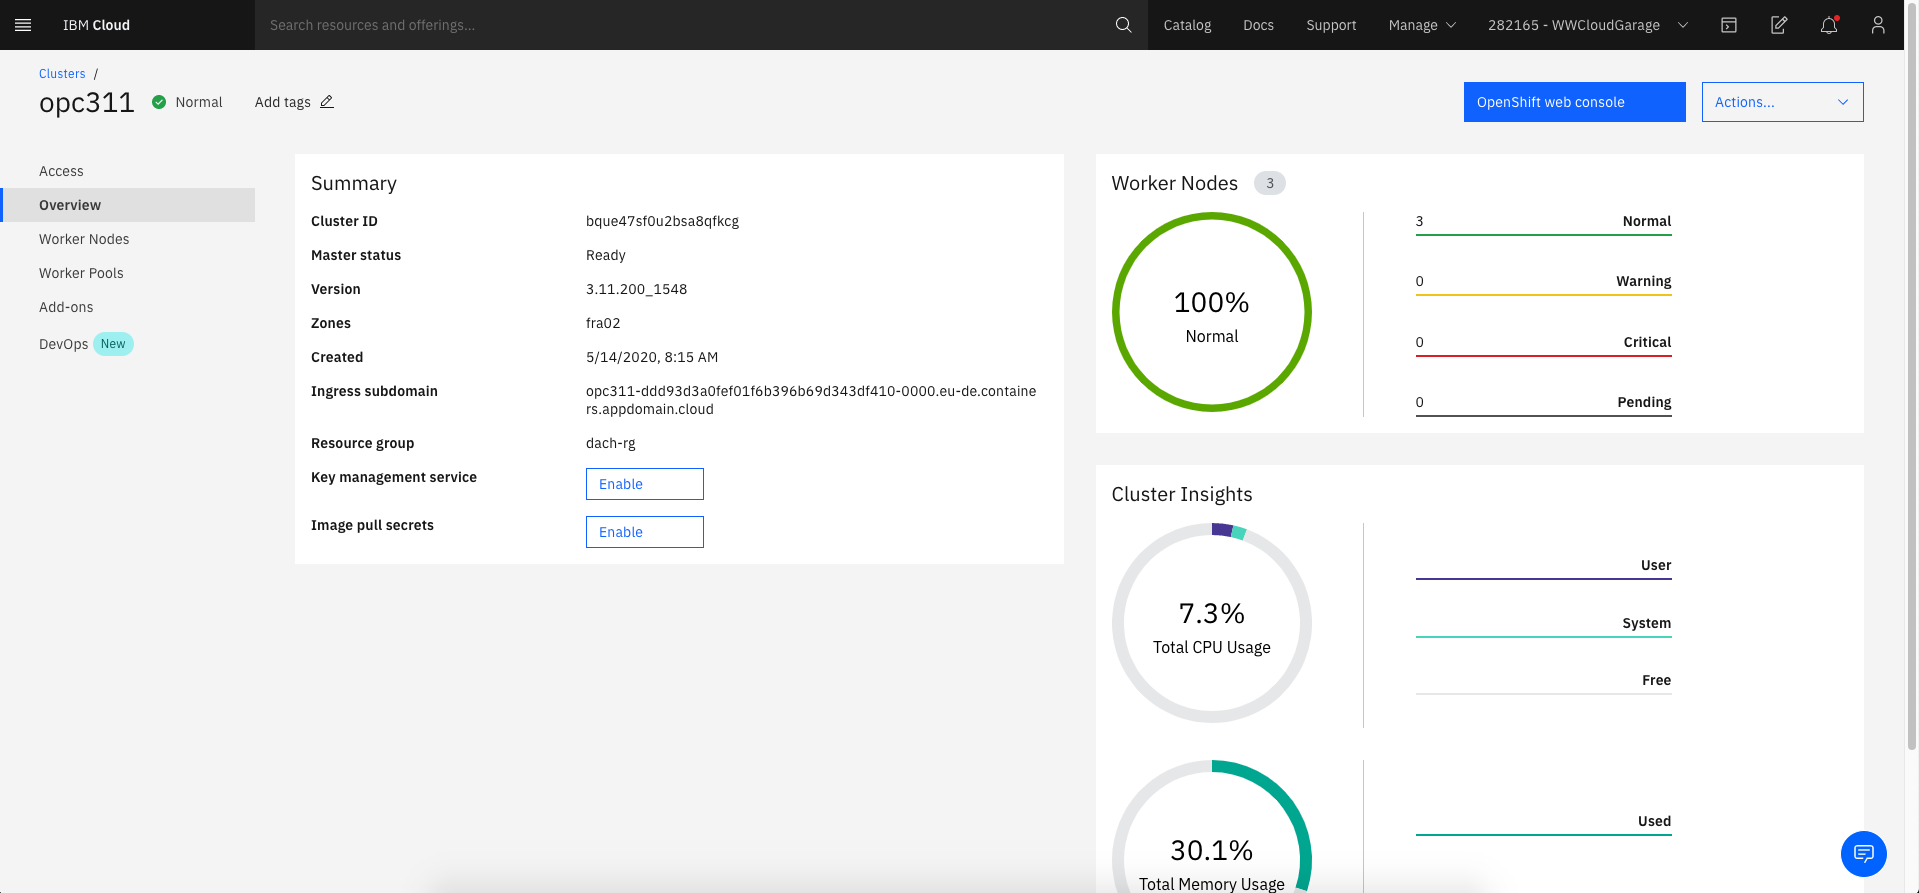 IBM Cloud
Search resources and offerings...
Catalog
Docs
Support
Manage
282165 - WWCloudGarage
Clusters /
opc311
Normal
Add tags
OpenShift web console
Actions...
Access
Overview
Worker Nodes
Worker Pools
Add-ons
DevOps New
Summary
Cluster ID bque47sf0u2bsa8qfkcg
Master status Ready
Version 3.11.200_1548
Zones fra02
Created 5/14/2020, 8:15 AM
Ingress subdomain opc311-ddd93d3a0fef01f6b396b69d343df410-0000.eu-de.containe
rs.appdomain.cloud
Resource group dach-rg
Key management service Enable
Image pull secrets Enable
Worker Nodes 3
100%
Normal
3 Normal
0 Warning
0 Critical
0 Pending
Cluster Insights
7.3%
Total CPU Usage
User
System
Free
30.1%
Total Memory Usage
Used